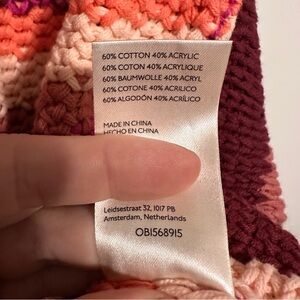 60% COTTON 40% ACRYLIC
60% COTON 40% ACRYLIQUE
60% BAUMWOLLE 40% ACRYL
60% COTONE 40% ACRILICO
60% ALGODÓN 40% ACRÍLICO
MADE IN CHINA
HECHO EN CHINA
Leidsestraat 32, 1017 PB
Amsterdam, Netherlands
OB1568915